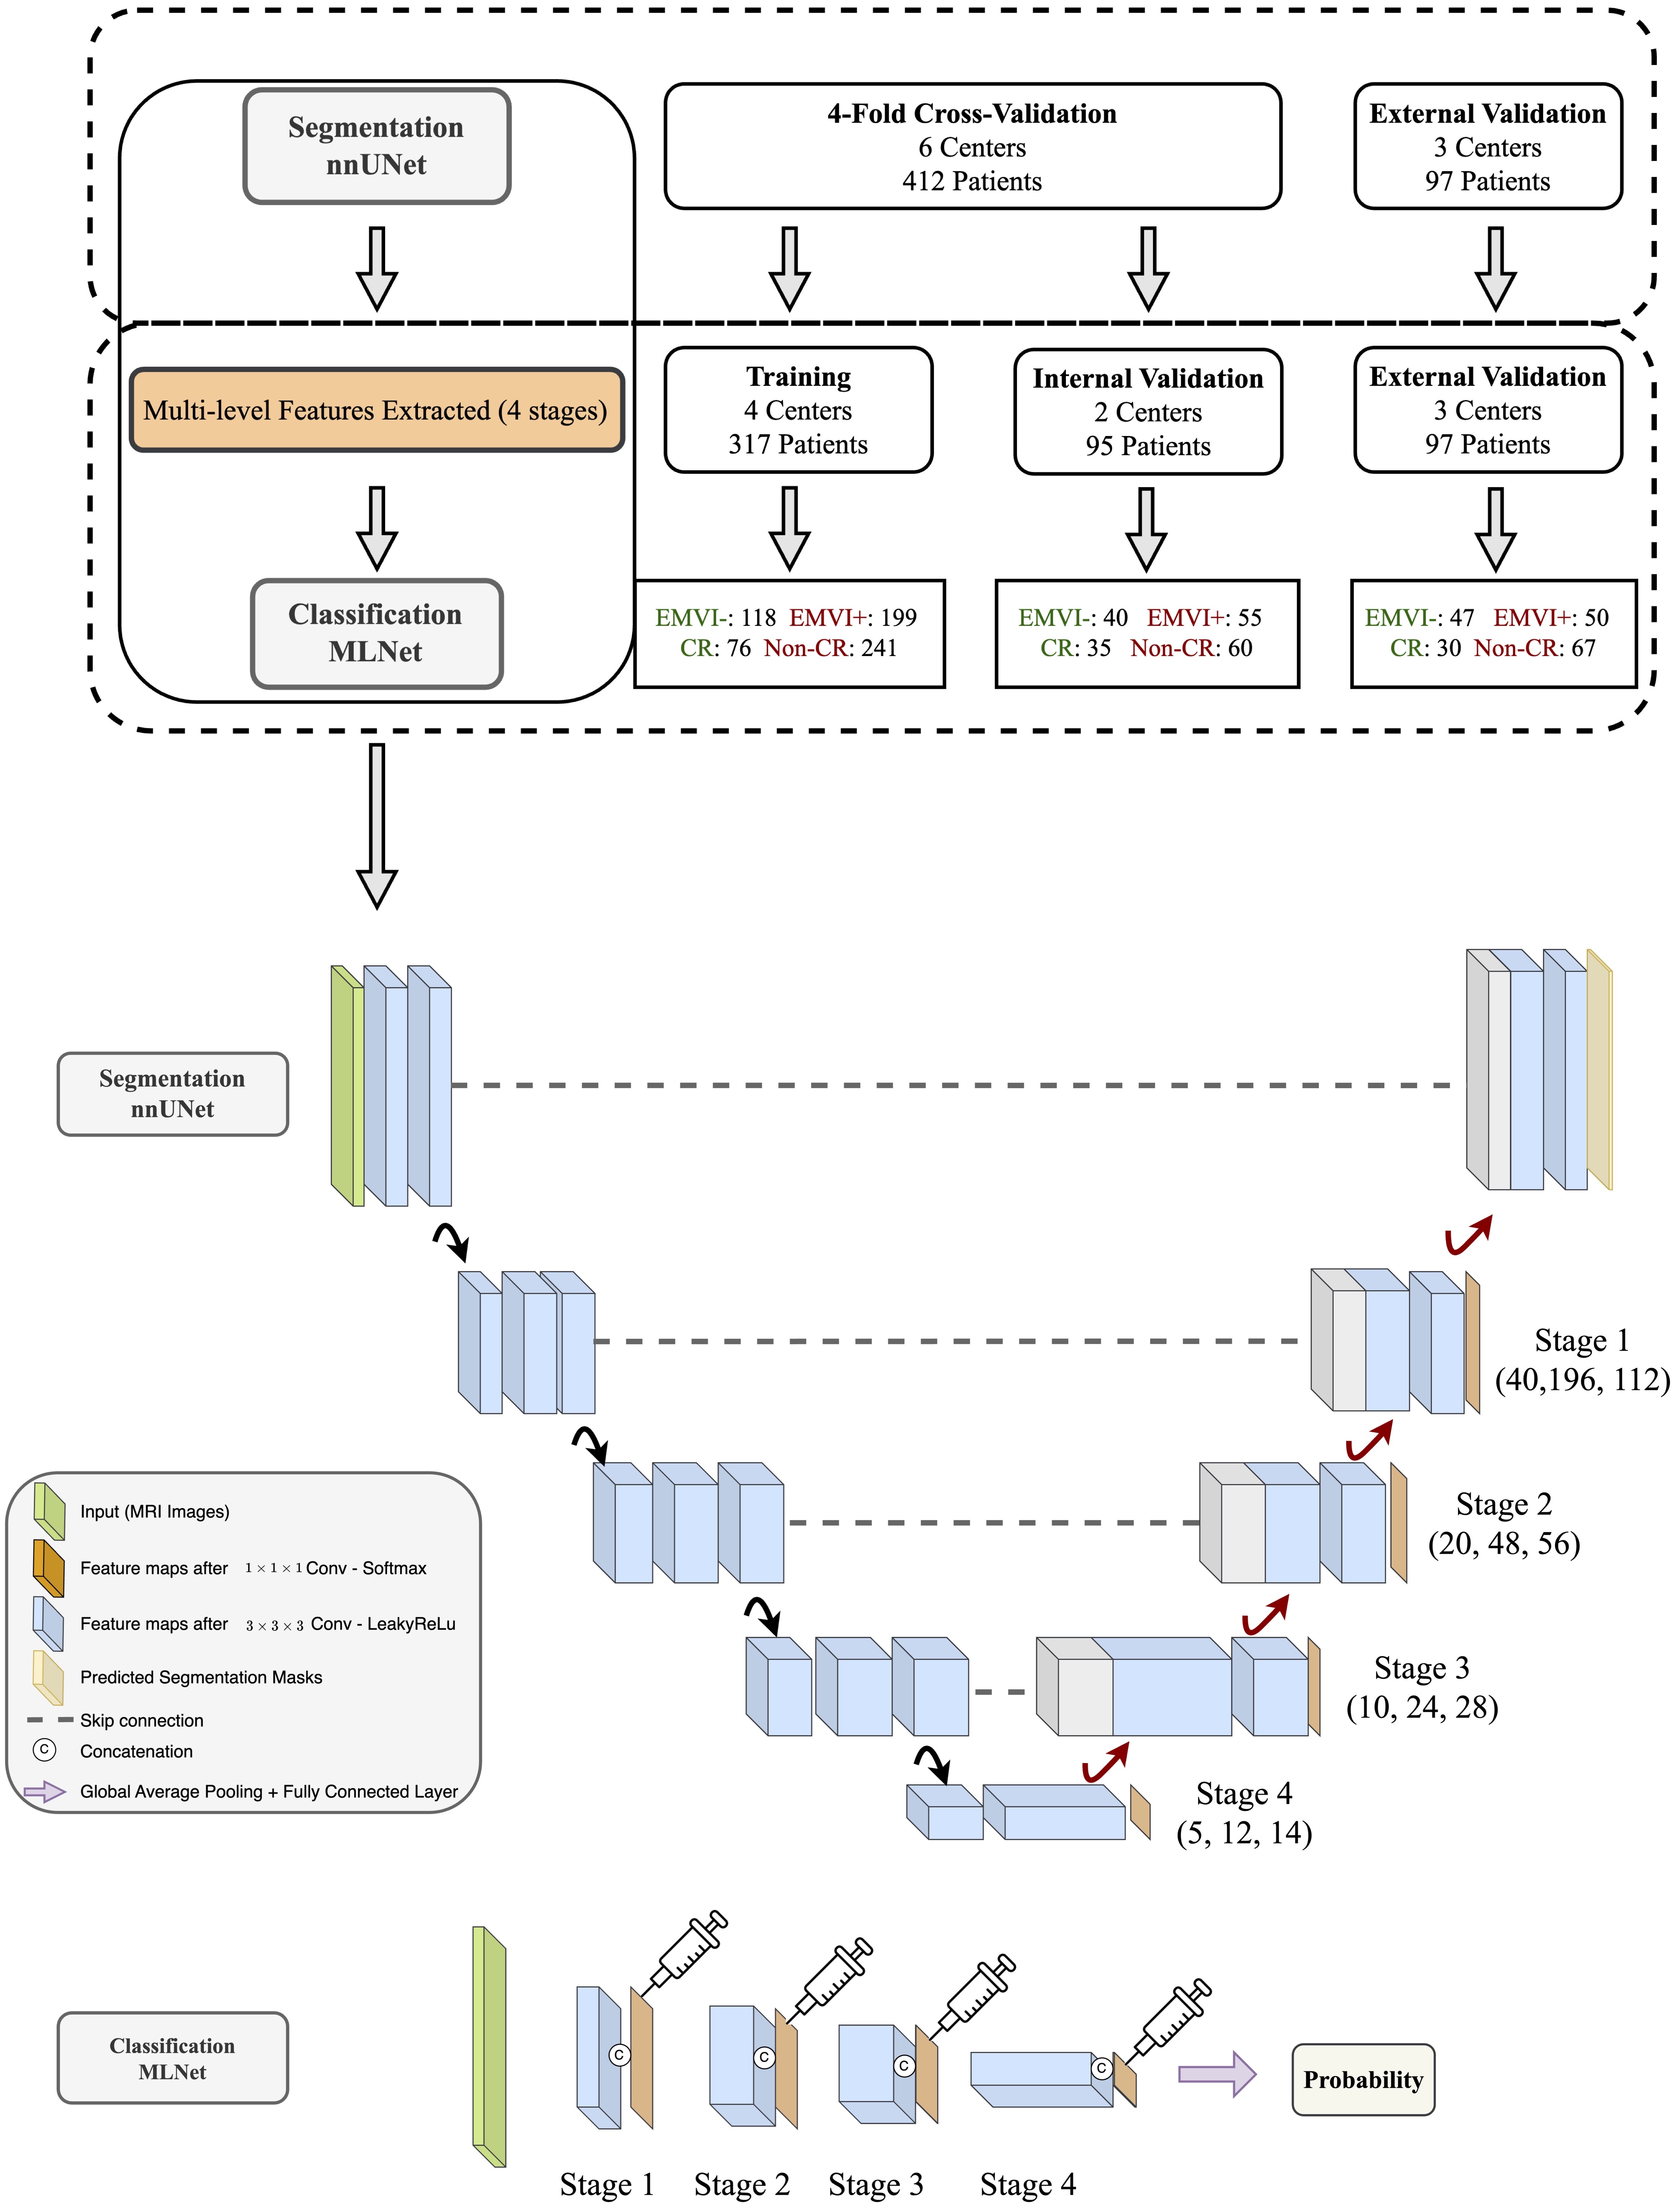 Segmentation
nnUNet
4-Fold Cross-Validation
6 Centers
412 Patients
External Validation
3 Centers
97 Patients
Multi-level Features Extracted (4 stages)
Training
4 Centers
317 Patients
Internal Validation
2 Centers
95 Patients
External Validation
3 Centers
97 Patients
Classification
MLNet
EMVI-: 118 EMVI+: 199
CR: 76 Non-CR: 241
EMVI-: 40 EMVI+: 55
CR: 35 Non-CR: 60
EMVI-: 47 EMVI+: 50
CR: 30 Non-CR: 67
Segmentation
nnUNet
Stage 1
(40,196, 112)
Stage 2
(20, 48, 56)
Stage 3
(10, 24, 28)
Stage 4
(5, 12, 14)
Input (MRI Images)
Feature maps after 1 × 1 × 1 Conv - Softmax
Feature maps after 3 × 3 × 3 Conv - LeakyReLu
Predicted Segmentation Masks
Skip connection
C Concatenation
Global Average Pooling + Fully Connected Layer
Classification
MLNet
C C C C
Probability
Stage 1 Stage 2 Stage 3 Stage 4